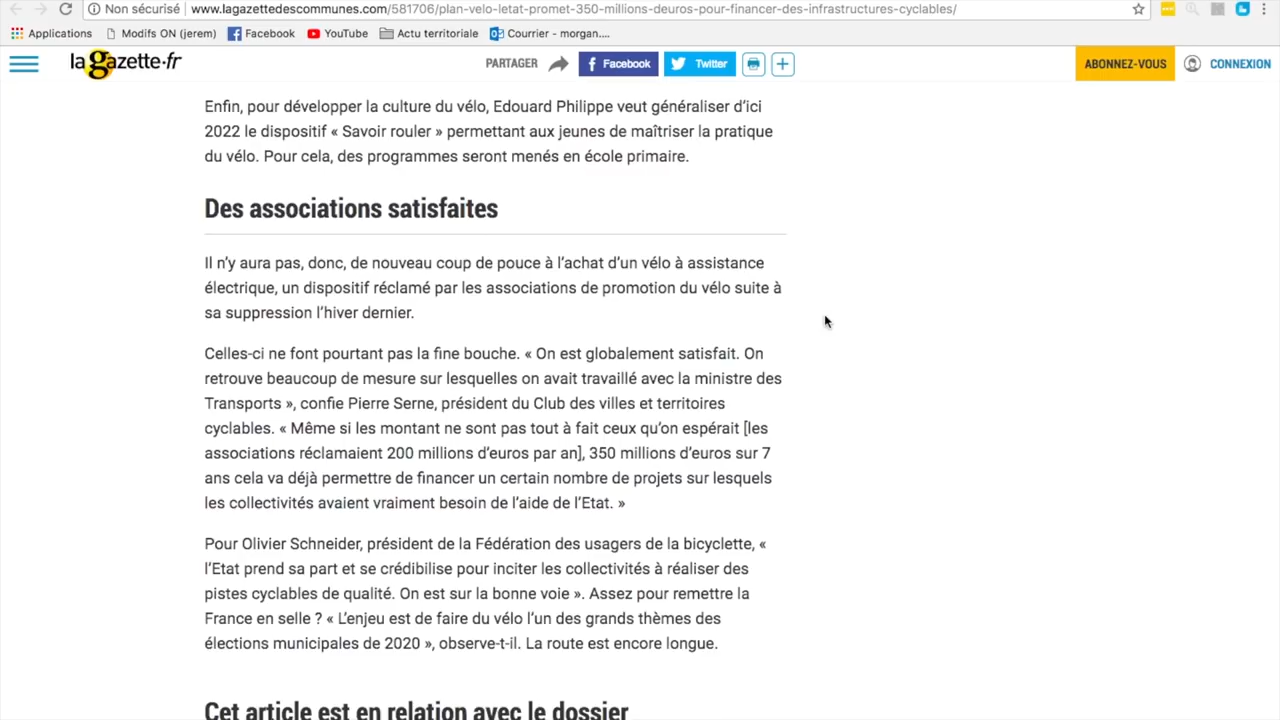 Non sécurisé
www.lagazettedescommunes.com/581706/plan-velo-letat-promet-350-millions-deuros-pour-financer-des-infrastructures-cyclables/
Applications
Modifs ON (jerem)
Facebook
YouTube
Actu territoriale
Courrier - morgan....
la gazette.fr
PARTAGER
Facebook
Twitter
ABONNEZ-VOUS
CONNEXION
Enfin, pour développer la culture du vélo, Edouard Philippe veut généraliser d'ici
2022 le dispositif « Savoir rouler » permettant aux jeunes de maîtriser la pratique
du vélo. Pour cela, des programmes seront menés en école primaire.
Des associations satisfaites
Il n'y aura pas, donc, de nouveau coup de pouce à l'achat d'un vélo à assistance
électrique, un dispositif réclamé par les associations de promotion du vélo suite à
sa suppression l'hiver dernier.
Celles-ci ne font pourtant pas la fine bouche. « On est globalement satisfait. On
retrouve beaucoup de mesure sur lesquelles on avait travaillé avec la ministre des
Transports », confie Pierre Serne, président du Club des villes et territoires
cyclables. « Même si les montant ne sont pas tout à fait ceux qu'on espérait [les
associations réclamaient 200 millions d'euros par an], 350 millions d'euros sur 7
ans cela va déjà permettre de financer un certain nombre de projets sur lesquels
les collectivités avaient vraiment besoin de l'aide de l'Etat. »
Pour Olivier Schneider, président de la Fédération des usagers de la bicyclette, «
l'Etat prend sa part et se crédibilise pour inciter les collectivités à réaliser des
pistes cyclables de qualité. On est sur la bonne voie ». Assez pour remettre la
France en selle ? « L'enjeu est de faire du vélo l'un des grands thèmes des
élections municipales de 2020 », observe-t-il. La route est encore longue.
Cet article est en relation avec le dossier